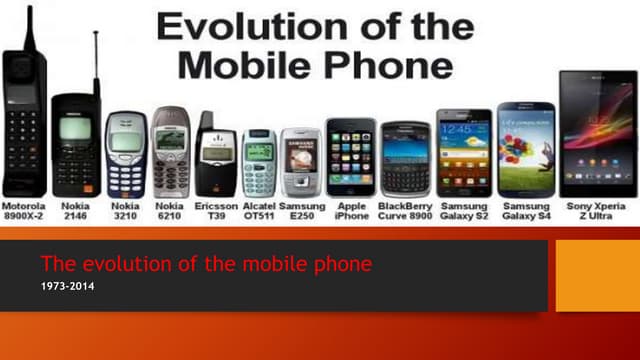 Evolution of the
Mobile Phone
Motorola
8900X-2
Nokia
2146
Nokia
3210
Nokia
6210
Ericsson
T39
Alcatel
OT511
Samsung
E250
Apple
iPhone
BlackBerry
Curve 8900
Samsung
Galaxy S2
Samsung
Galaxy S4
Sony Xperia
Z Ultra
The evolution of the mobile phone
1973-2014